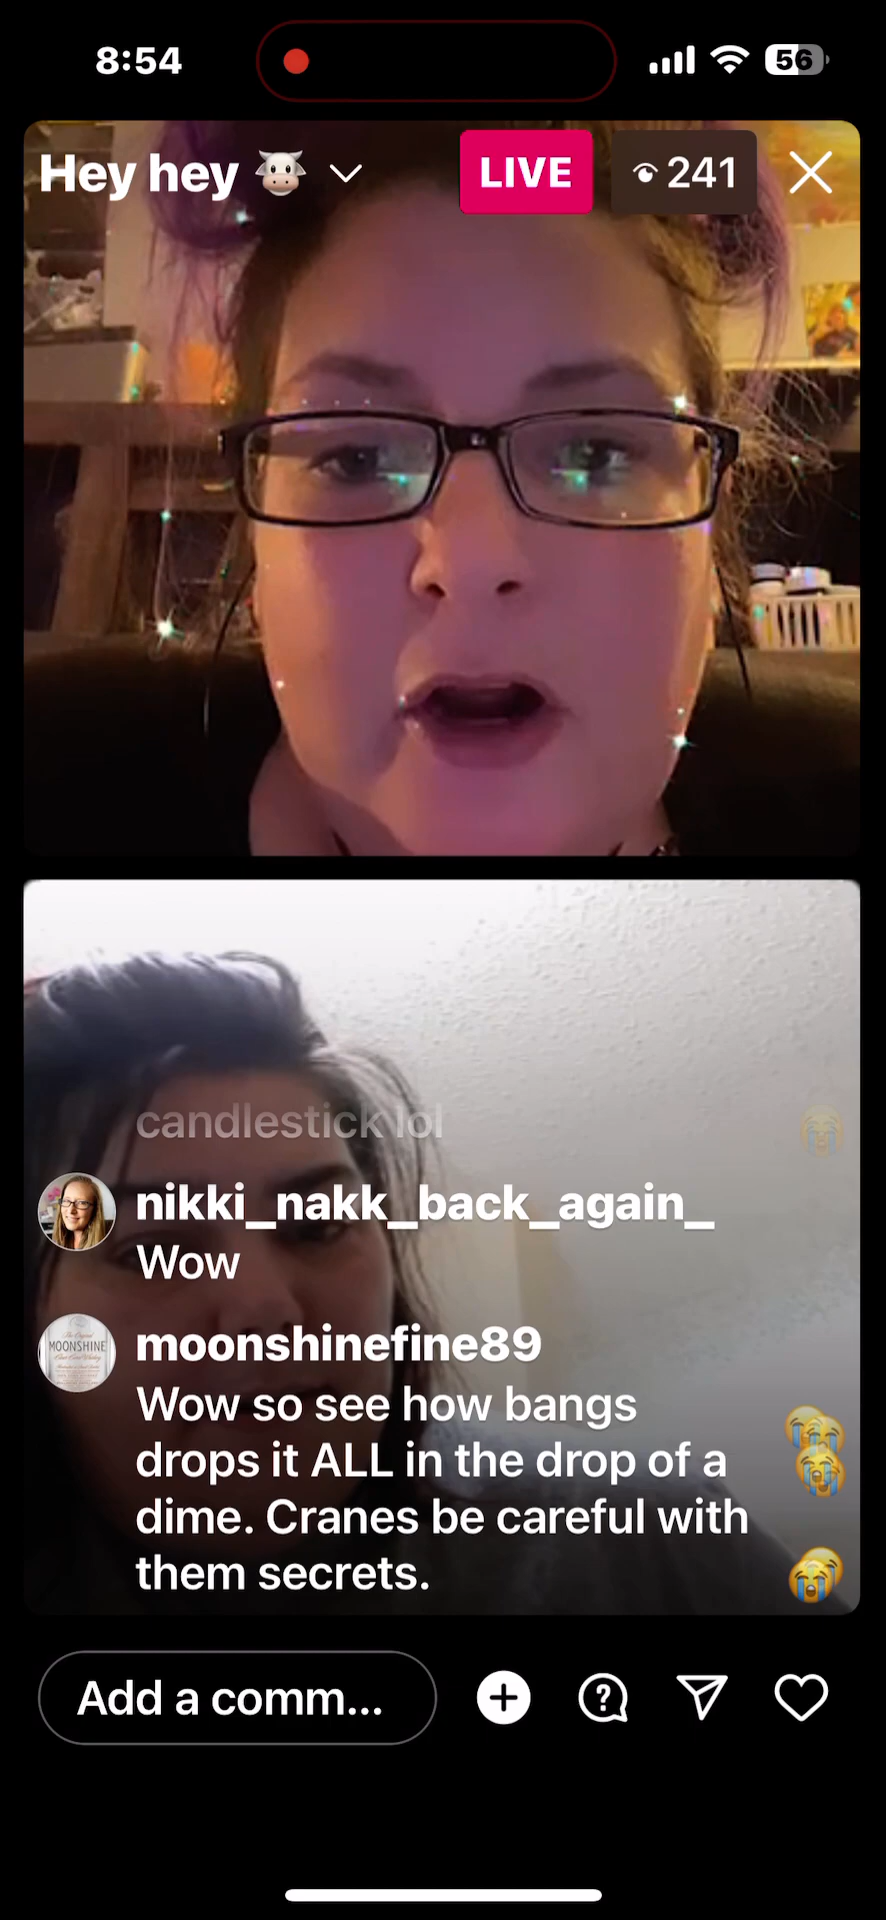 8:54
56
Hey hey 🐮
LIVE
241
candlestick lol
nikki_nakk_back_again_
Wow
MOONSHINE
moonshinefine89
Wow so see how bangs
drops it ALL in the drop of a
dime. Cranes be careful with
them secrets.
Add a comm...